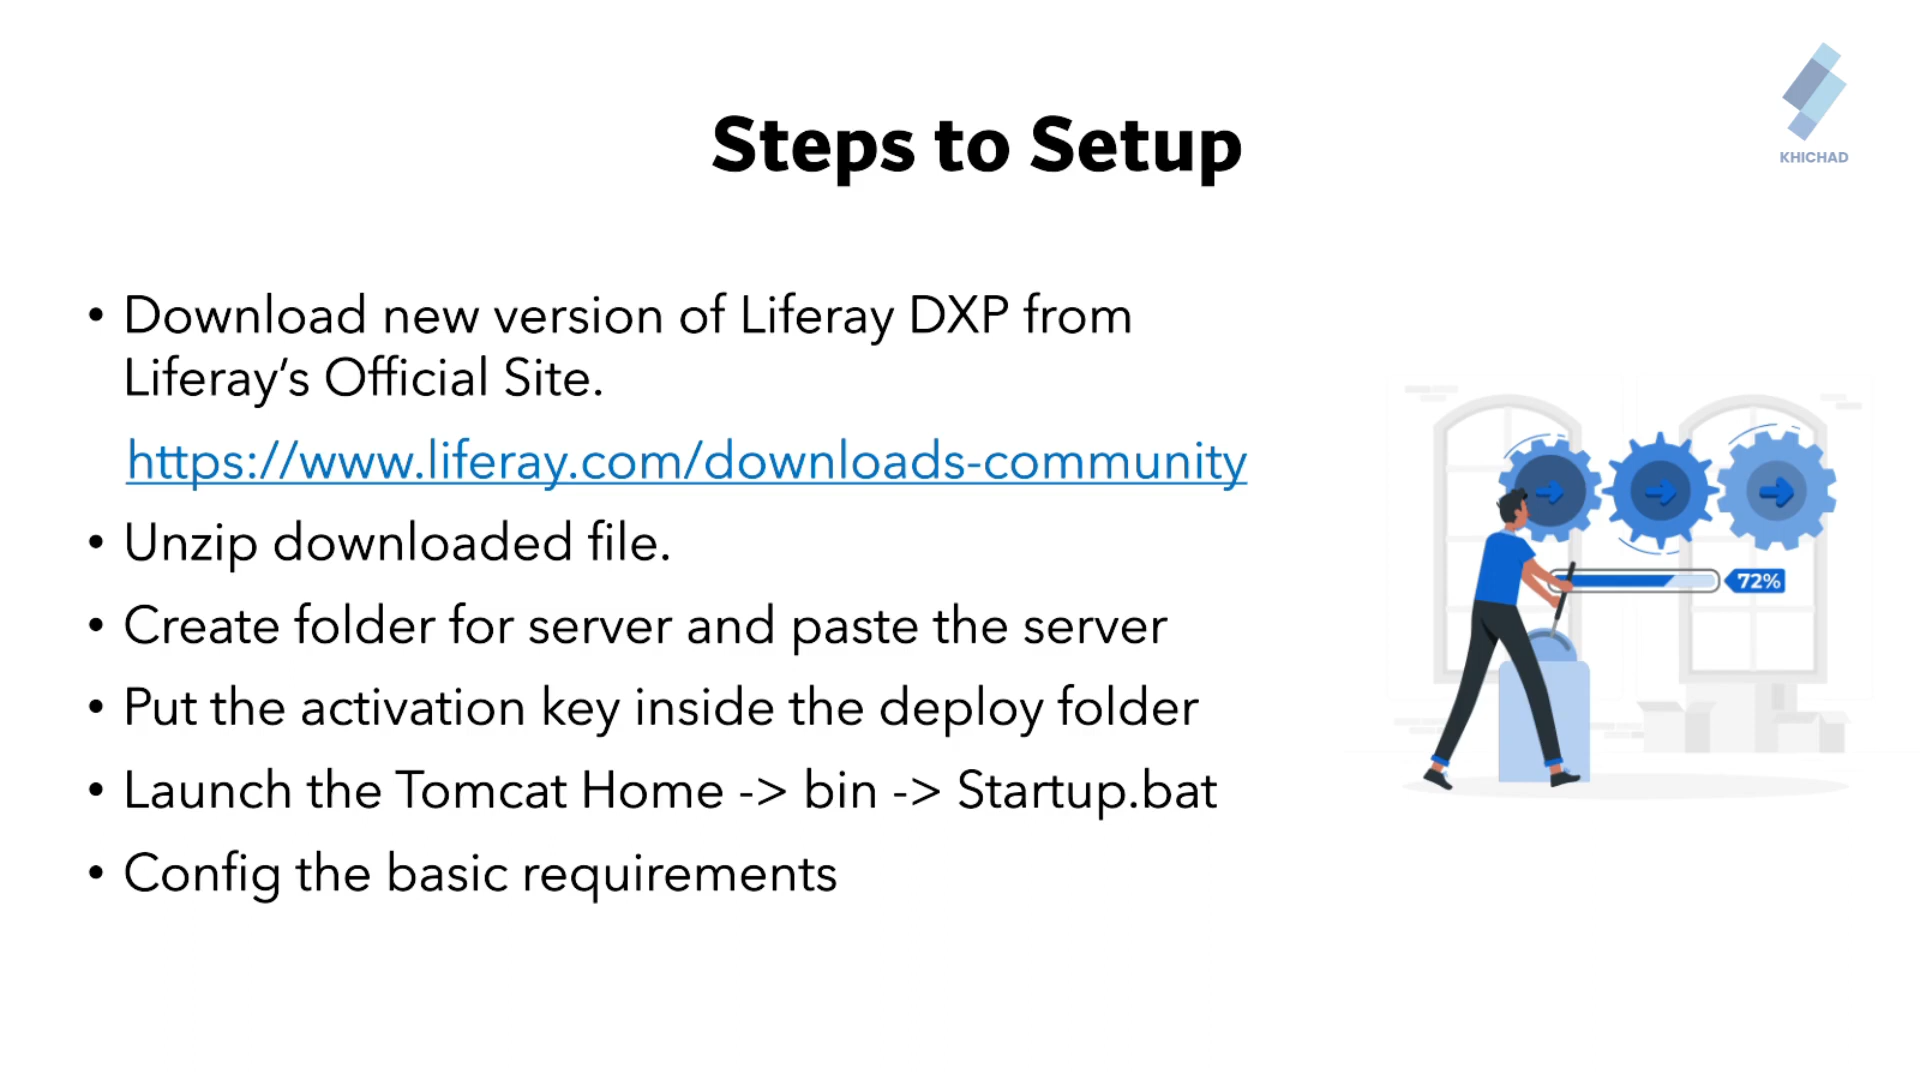 KHICHAD
Steps to Setup
• Download new version of Liferay DXP from
Liferay’s Official Site.
https://www.liferay.com/downloads-community
• Unzip downloaded file.
• Create folder for server and paste the server
• Put the activation key inside the deploy folder
• Launch the Tomcat Home -> bin -> Startup.bat
• Config the basic requirements
72%